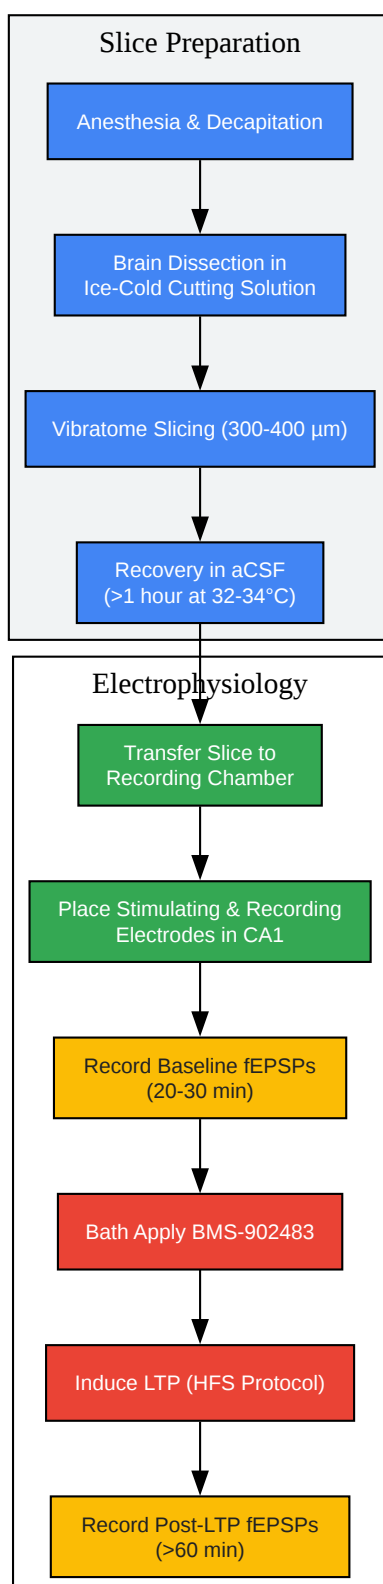 Slice Preparation
Anesthesia & Decapitation
Brain Dissection in
Ice-Cold Cutting Solution
Vibratome Slicing (300-400 µm)
Recovery in aCSF
(>1 hour at 32-34°C)
Electrophysiology
Transfer Slice to
Recording Chamber
Place Stimulating & Recording
Electrodes in CA1
Record Baseline fEPSPs
(20-30 min)
Bath Apply BMS-902483
Induce LTP (HFS Protocol)
Record Post-LTP fEPSPs
(>60 min)